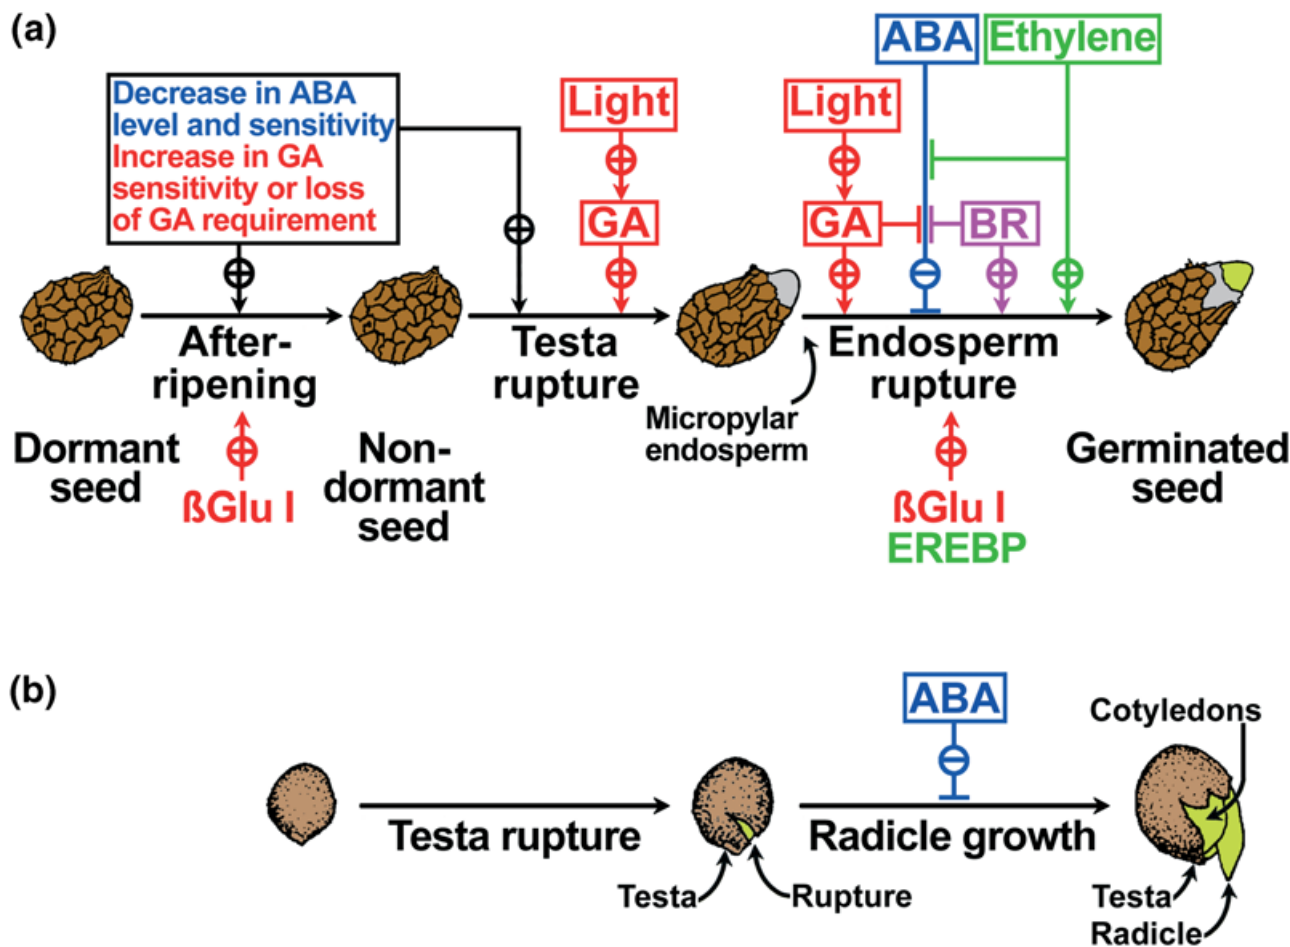 (a)
ABA
Ethylene
Decrease in ABA
level and sensitivity
Increase in GA
sensitivity or loss
of GA requirement
Light
Light
GA
GA
BR
After-
ripening
Testa
rupture
Endosperm
rupture
Micropylar
endosperm
Dormant
seed
ßGlu I
Non-
dormant
seed
ßGlu I
EREBP
Germinated
seed
(b)
ABA
Cotyledons
Testa rupture
Radicle growth
Testa
Rupture
Testa
Radicle